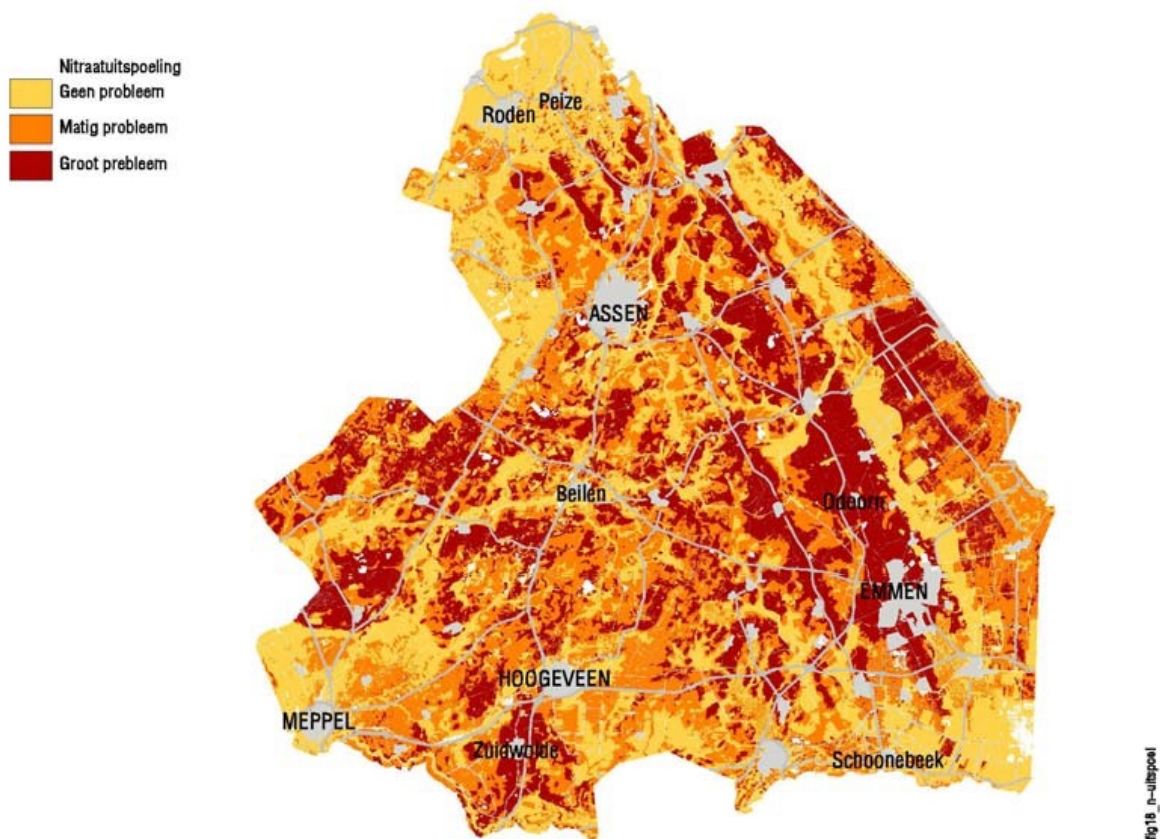 Nitraatuitspoeling
Geen probleem
Matig probleem
Groot prebleem
Roden
Peize
ASSEN
Beilen
Odoorn
EMMEN
HOOGEVEEN
MEPPEL
Zuidwolde
Schoonebeek
fig18_n-uitspoel